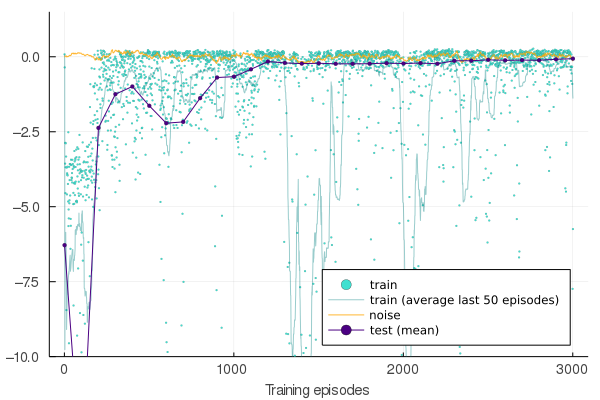 0.0
−2.5
−5.0
−7.5
−10.0
0
1000
2000
3000
Training episodes
train
train (average last 50 episodes)
noise
test (mean)